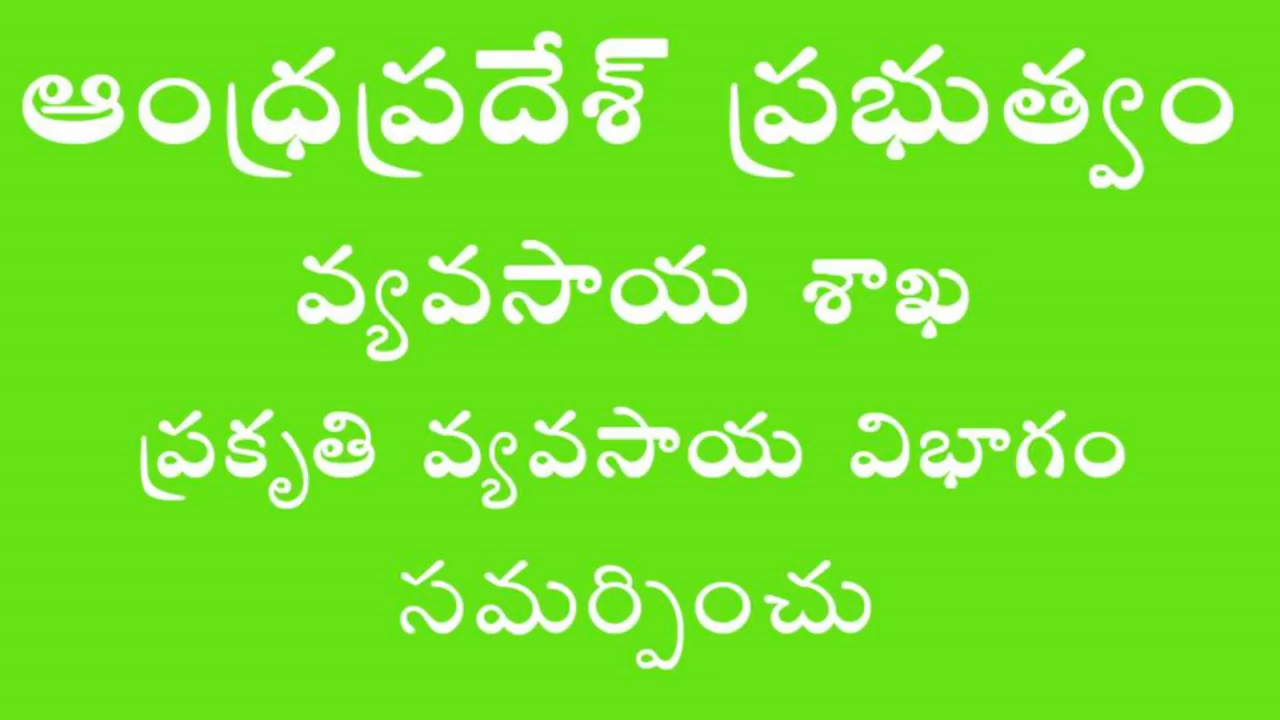 ఆంధ్రప్రదేశ్ ప్రభుత్వం
వ్యవసాయ శాఖ
ప్రకృతి వ్యవసాయ విభాగం
సమర్పించు